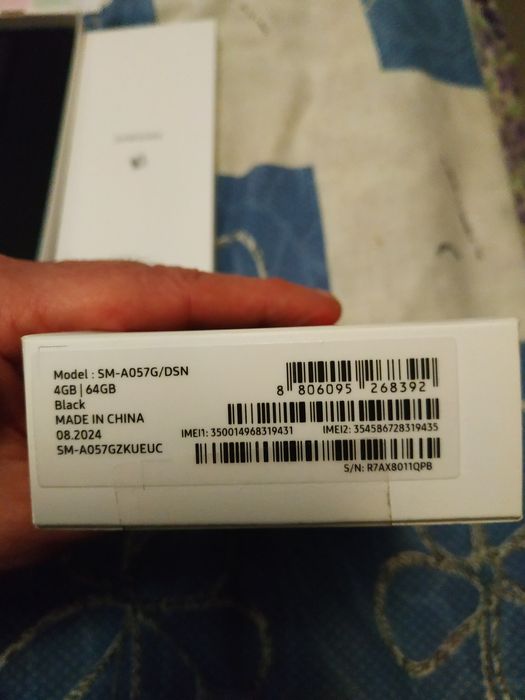 Model : SM-A057G/DSN
4GB | 64GB
Black
MADE IN CHINA
08.2024
SM-A057GZKUEUC
8 806095 268392
IMEI1: 350014968319431 IMEI2: 354586728319435
S/N: R7AX8011QPB